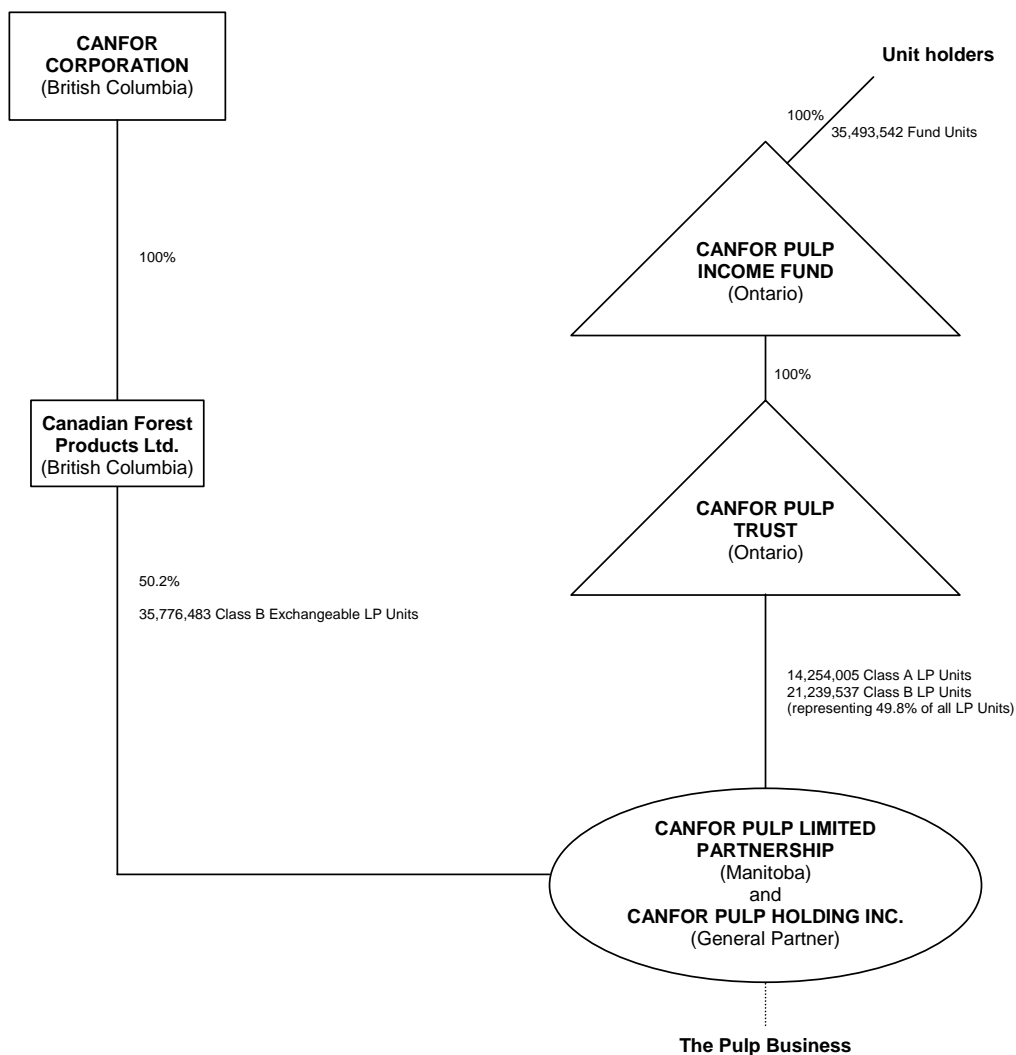 CANFOR
CORPORATION
(British Columbia)
Unit holders
100%
35,493,542 Fund Units
CANFOR PULP
INCOME FUND
(Ontario)
100%
100%
Canadian Forest
Products Ltd.
(British Columbia)
CANFOR PULP
TRUST
(Ontario)
50.2%
35,776,483 Class B Exchangeable LP Units
14,254,005 Class A LP Units
21,239,537 Class B LP Units
(representing 49.8% of all LP Units)
CANFOR PULP LIMITED
PARTNERSHIP
(Manitoba)
and
CANFOR PULP HOLDING INC.
(General Partner)
The Pulp Business